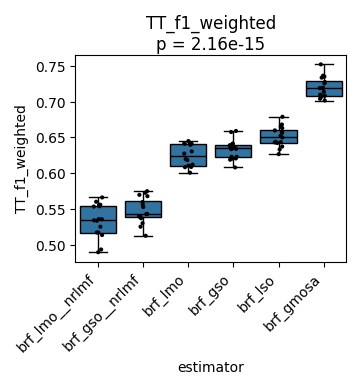 TT_f1_weighted
p = 2.16e-15
TT_f1_weighted
0.75
0.70
0.65
0.60
0.55
0.50
brf_lmo__nrlmf
brf_gso__nrlmf
brf_lmo
brf_gso
brf_lso
brf_gmosa
estimator